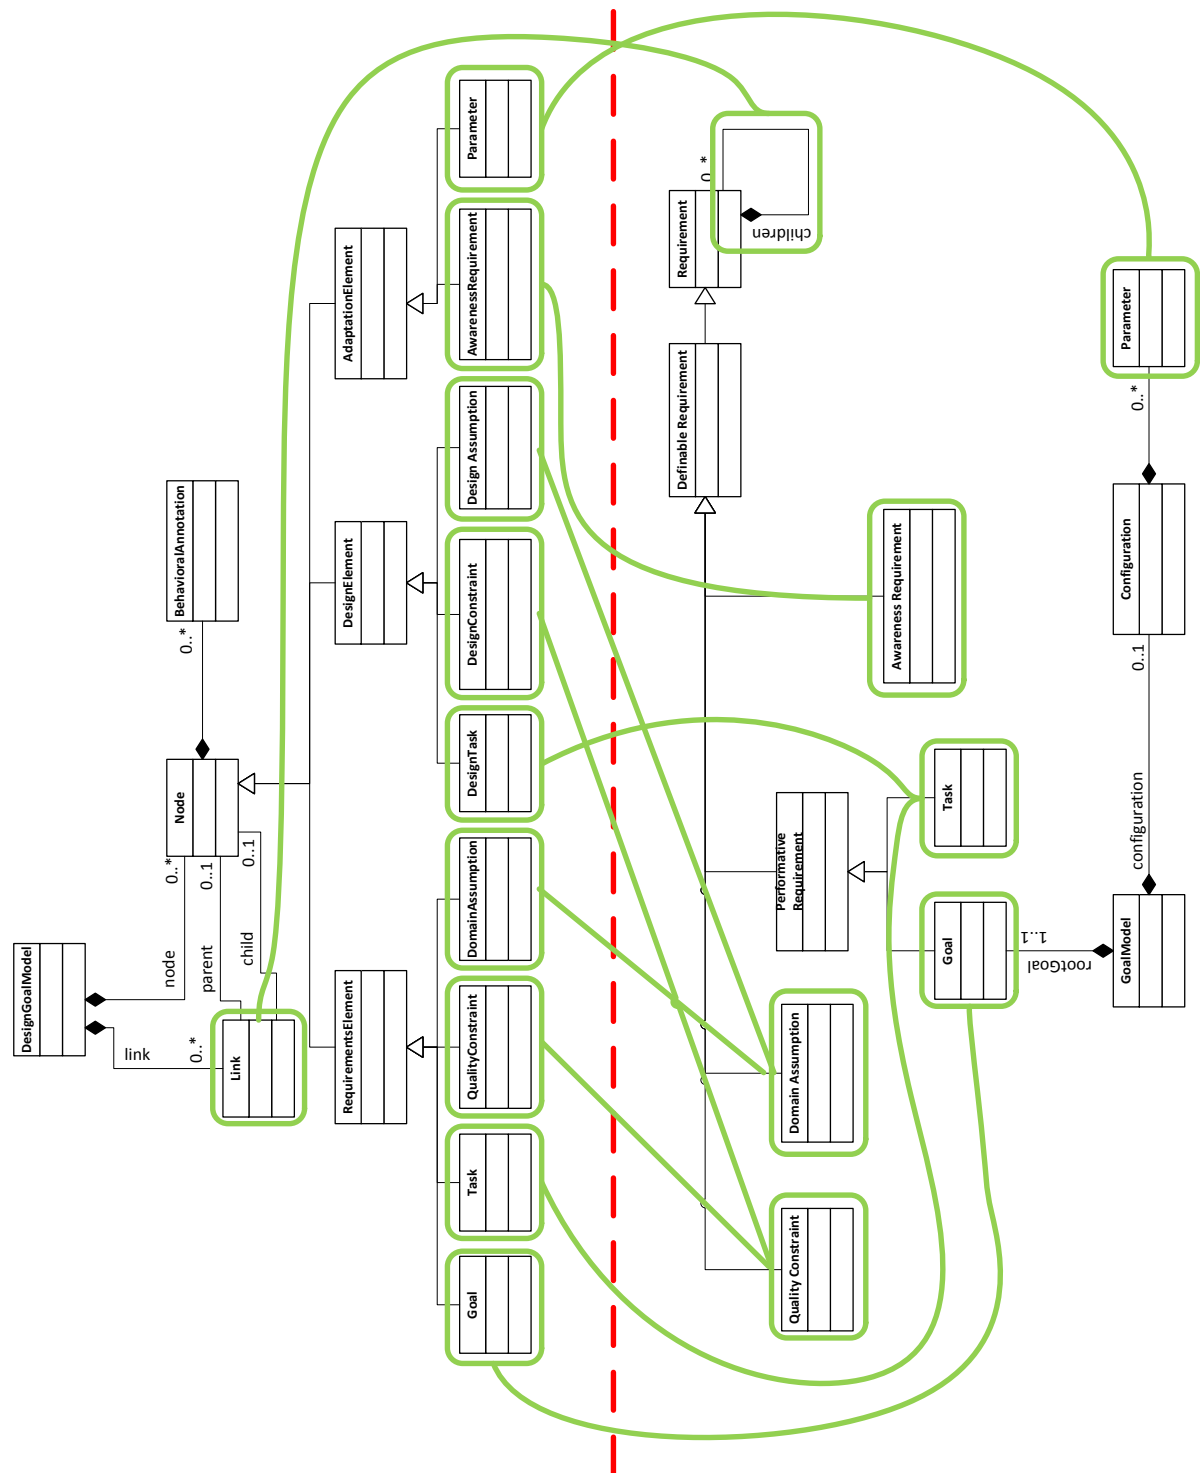 DesignGoalModel
link
0..*
Link
node
parent
child
0..*
0..1
0..1
Node
0..*
BehavioralAnnotation
RequirementsElement
DesignElement
AdaptationElement
Goal
Task
QualityConstraint
DomainAssumption
DesignTask
DesignConstraint
Design Assumption
AwarenessRequirement
Parameter
Requirement
0..*
children
Definable Requirement
Quality Constraint
Domain Assumption
Performative
Requirement
Awareness Requirement
Goal
Task
1..1
rootGoal
GoalModel
configuration
0..1
Configuration
0..*
Parameter